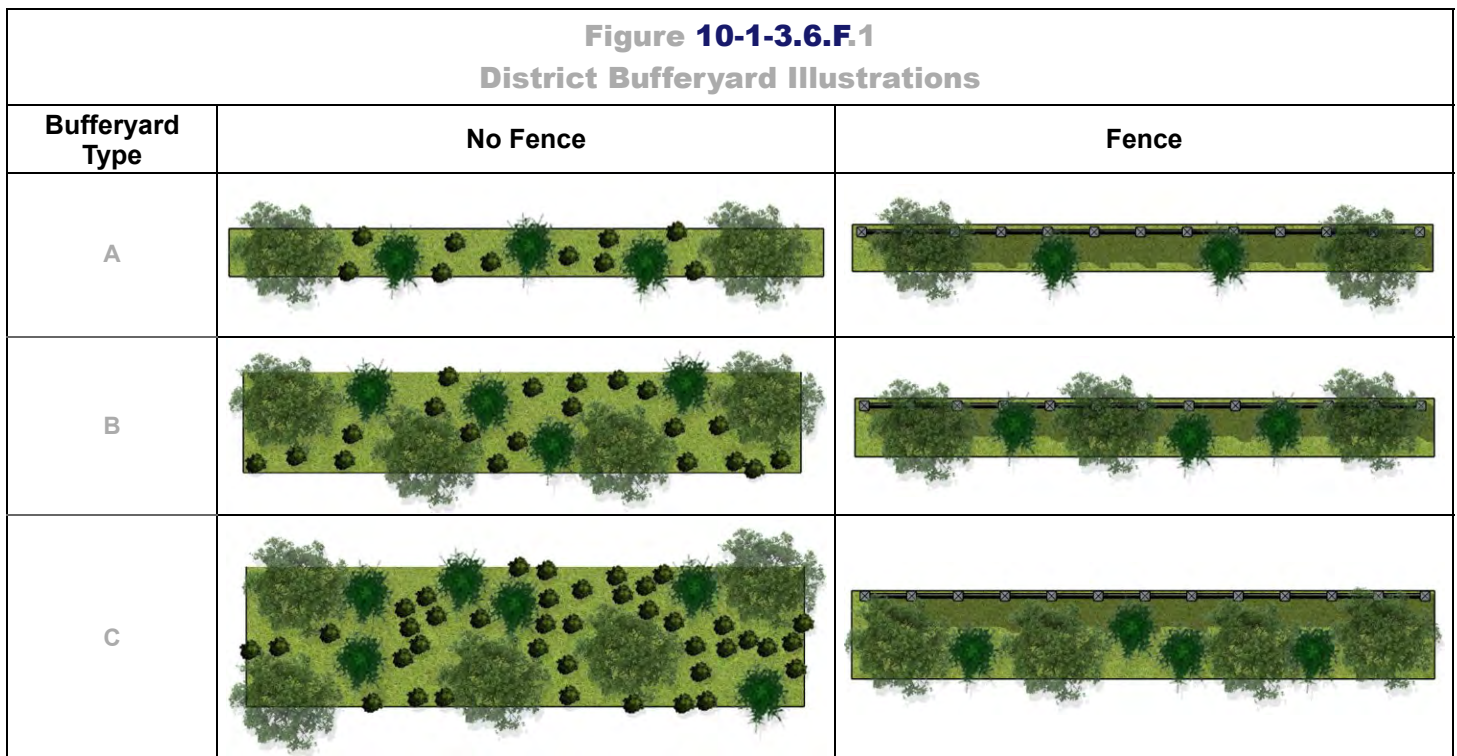 Figure 10-1-3.6.F.1
District Bufferyard Illustrations
Bufferyard
Type
No Fence
Fence
A
B
C